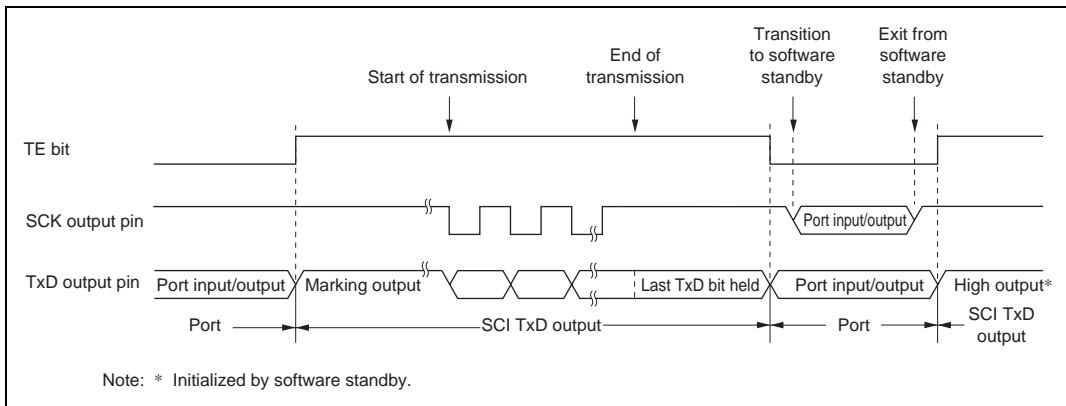 Transition
to software
standby
Exit from
software
standby
End of
transmission
Start of transmission
TE bit
SCK output pin
Port input/output
TxD output pin
Port input/output
Marking output
Last TxD bit held
Port input/output
High output*
Port
SCI TxD output
Port
SCI TxD
output
Note: * Initialized by software standby.